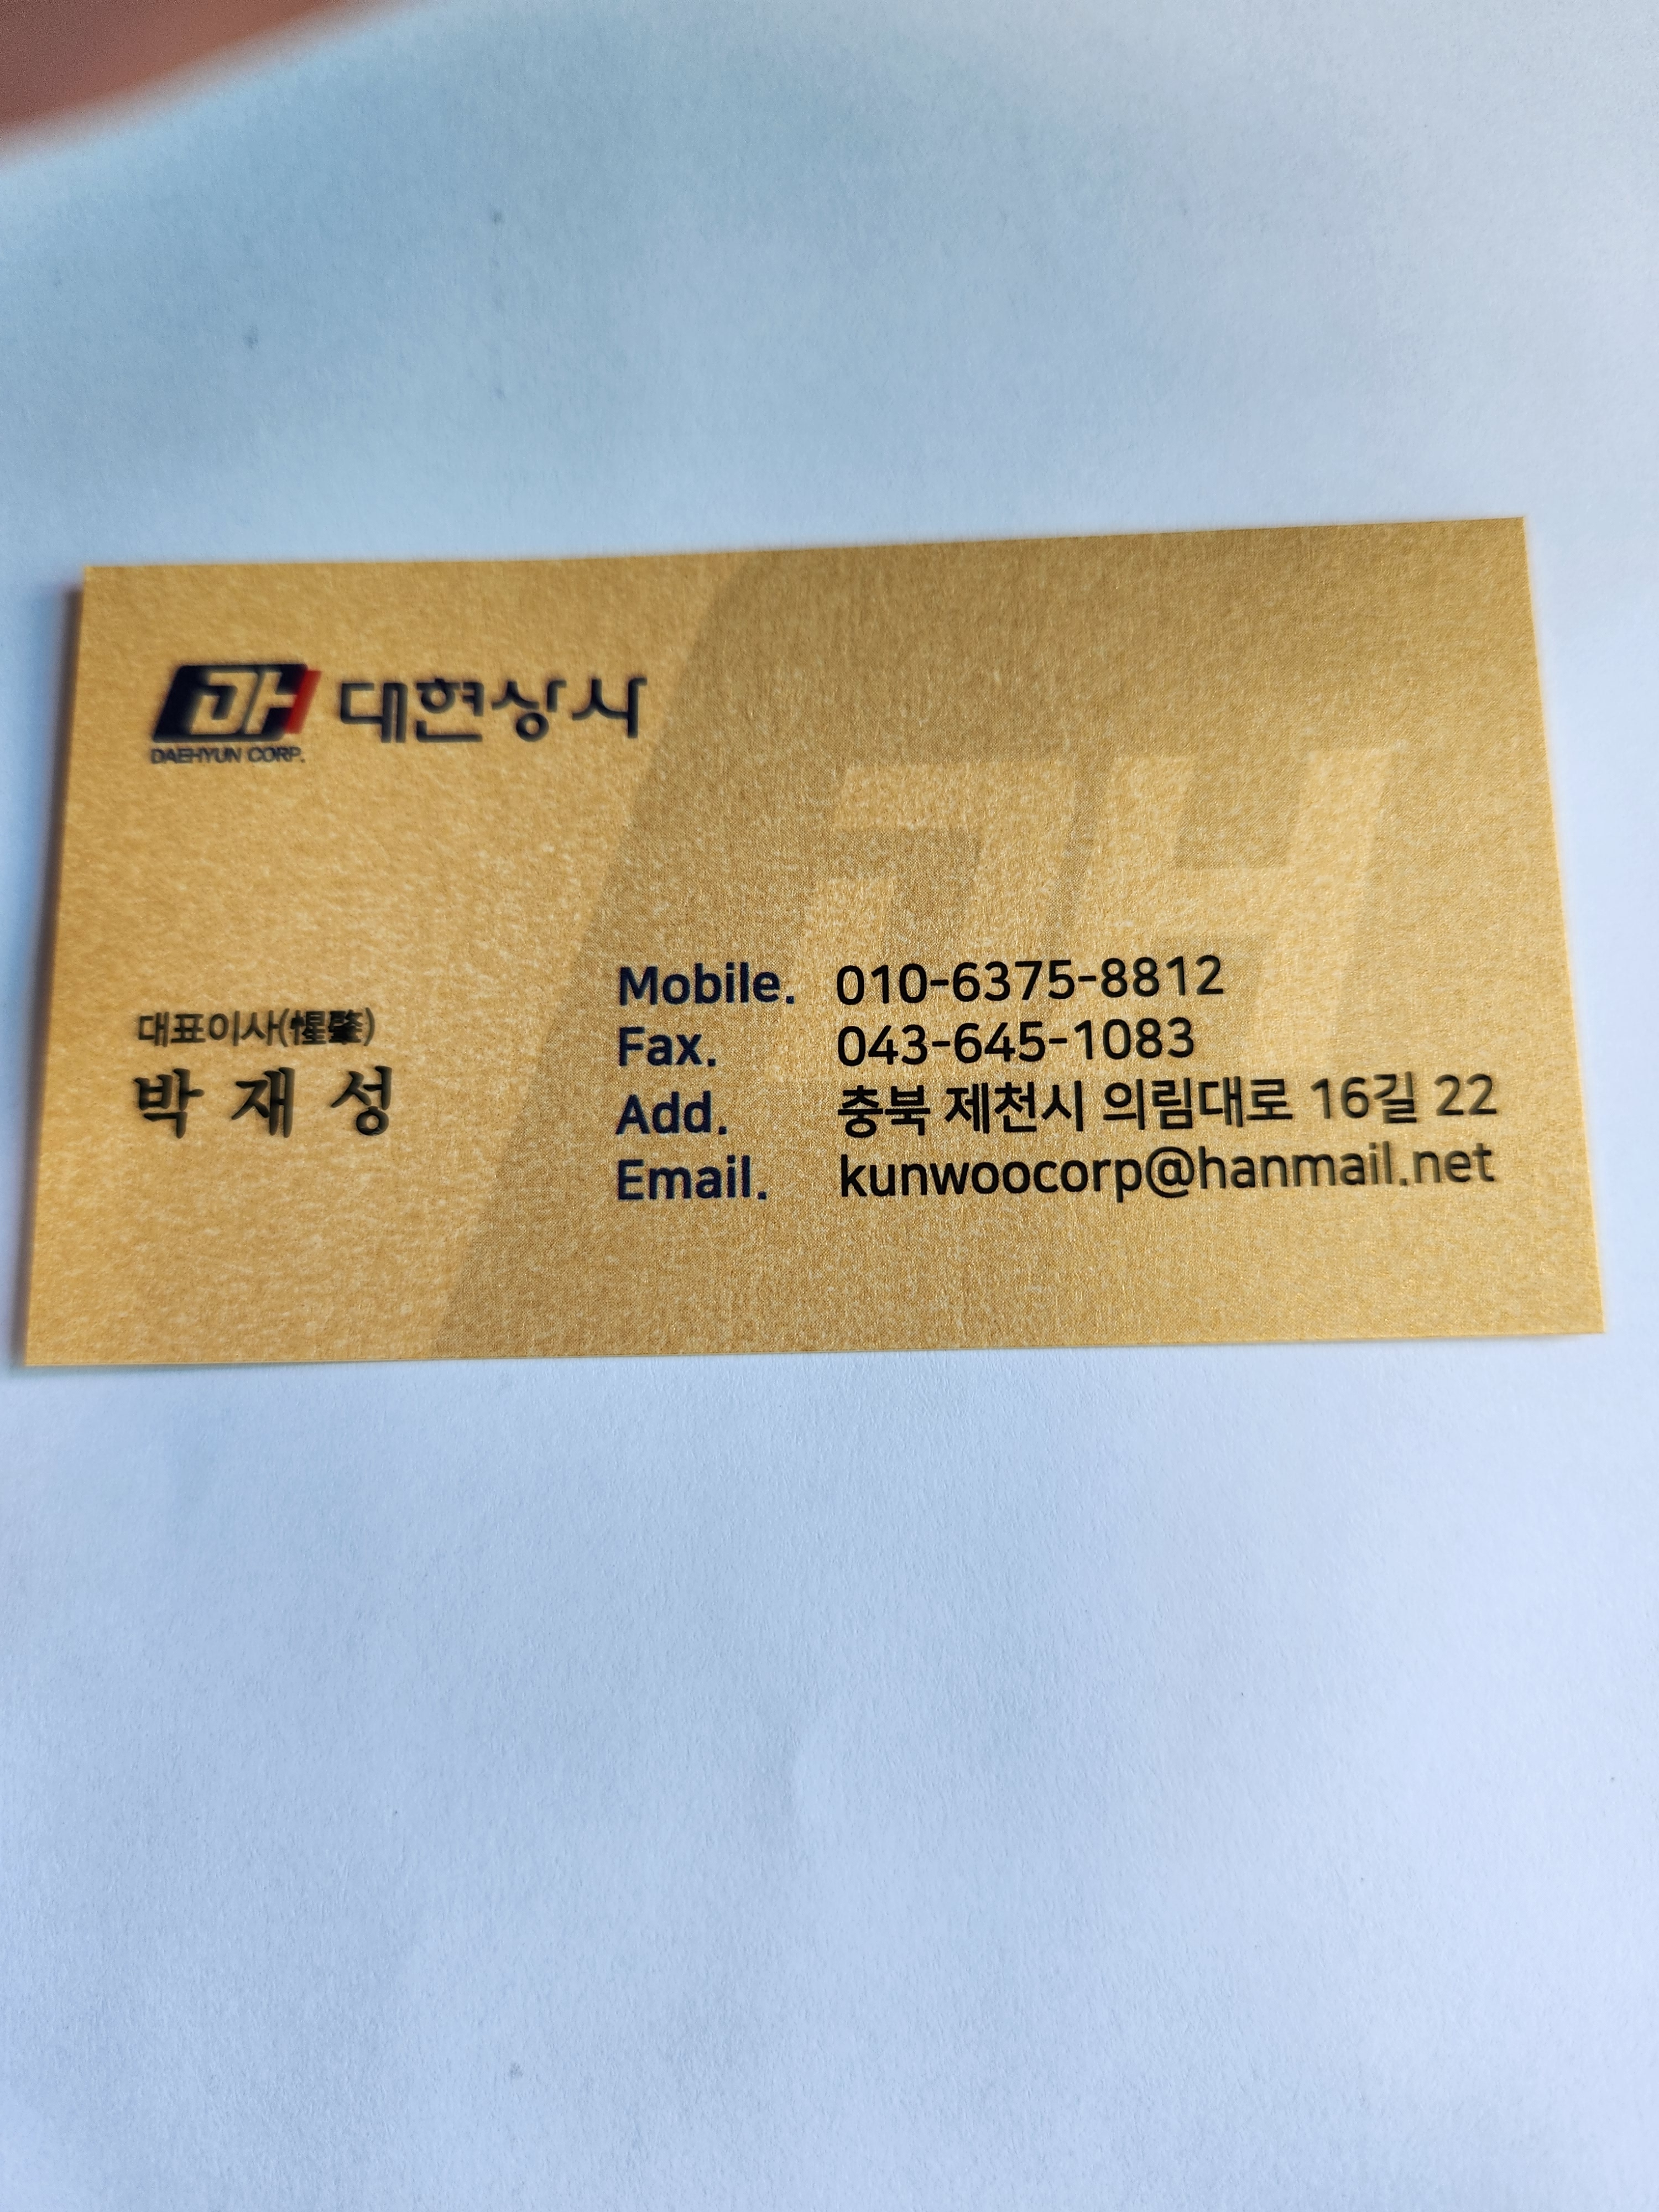 대현상사
DAEHYUN CORP.
대표이사(惺肇)
박 재 성
Mobile. 010-6375-8812
Fax. 043-645-1083
Add. 충북 제천시 의림대로 16길 22
Email. kunwoocorp@hanmail.net